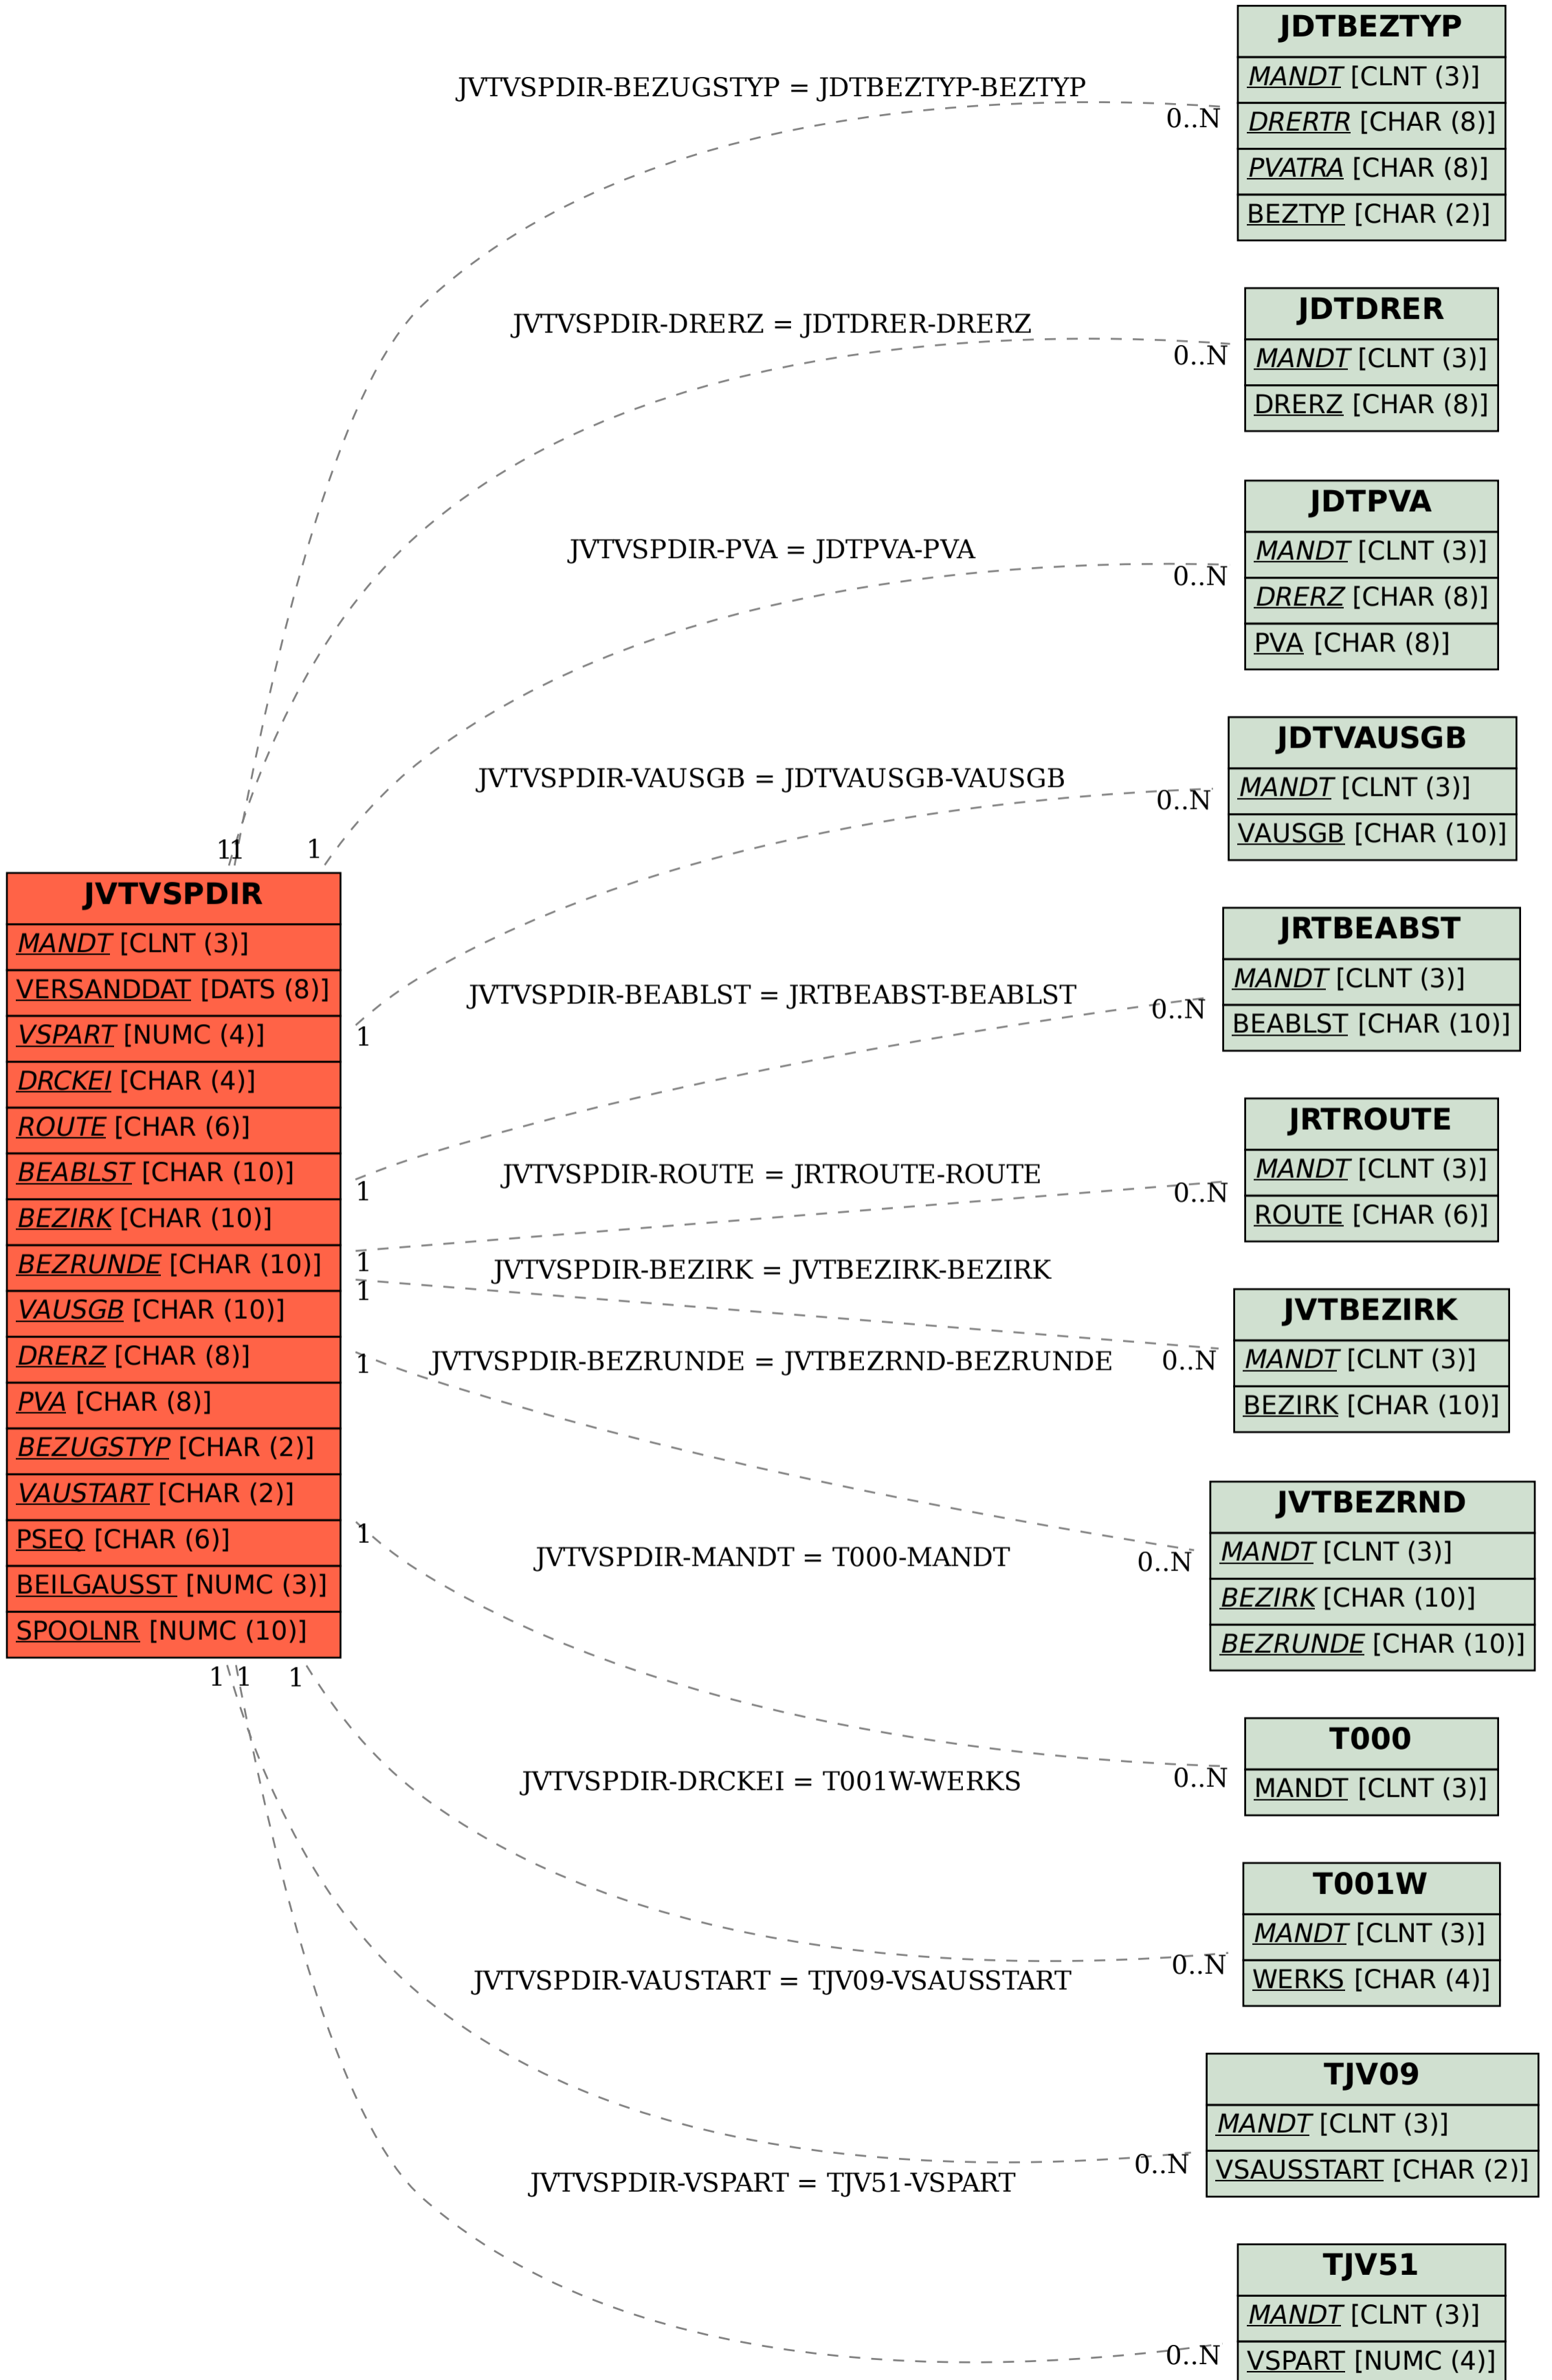 JDTBEZTYP
MANDT [CLNT (3)]
DRERTR [CHAR (8)]
PVATRA [CHAR (8)]
BEZTYP [CHAR (2)]
JVTVSPDIR-BEZUGSTYP = JDTBEZTYP-BEZTYP
0..N
JDTDRER
MANDT [CLNT (3)]
DRERZ [CHAR (8)]
JVTVSPDIR-DRERZ = JDTDRER-DRERZ
0..N
JDTPVA
MANDT [CLNT (3)]
DRERZ [CHAR (8)]
PVA [CHAR (8)]
JVTVSPDIR-PVA = JDTPVA-PVA
0..N
JDTVAUSGB
MANDT [CLNT (3)]
VAUSGB [CHAR (10)]
JVTVSPDIR-VAUSGB = JDTVAUSGB-VAUSGB
0..N
1
1
1
JVTVSPDIR
MANDT [CLNT (3)]
VERSANDDAT [DATS (8)]
VSPART [NUMC (4)]
DRCKEI [CHAR (4)]
ROUTE [CHAR (6)]
BEABLST [CHAR (10)]
BEZIRK [CHAR (10)]
BEZRUNDE [CHAR (10)]
VAUSGB [CHAR (10)]
DRERZ [CHAR (8)]
PVA [CHAR (8)]
BEZUGSTYP [CHAR (2)]
VAUSTART [CHAR (2)]
PSEQ [CHAR (6)]
BEILGAUSST [NUMC (3)]
SPOOLNR [NUMC (10)]
1
JRTBEABST
MANDT [CLNT (3)]
BEABLST [CHAR (10)]
JVTVSPDIR-BEABLST = JRTBEABST-BEABLST
0..N
1
JRTROUTE
MANDT [CLNT (3)]
ROUTE [CHAR (6)]
JVTVSPDIR-ROUTE = JRTROUTE-ROUTE
0..N
1
JVTVSPDIR-BEZIRK = JVTBEZIRK-BEZIRK
1
JVTBEZIRK
MANDT [CLNT (3)]
BEZIRK [CHAR (10)]
0..N
JVTVSPDIR-BEZRUNDE = JVTBEZRND-BEZRUNDE
1
JVTBEZRND
MANDT [CLNT (3)]
BEZIRK [CHAR (10)]
BEZRUNDE [CHAR (10)]
0..N
1
JVTVSPDIR-MANDT = T000-MANDT
T000
MANDT [CLNT (3)]
0..N
1
1
1
JVTVSPDIR-DRCKEI = T001W-WERKS
T001W
MANDT [CLNT (3)]
WERKS [CHAR (4)]
0..N
JVTVSPDIR-VAUSTART = TJV09-VSAUSSTART
TJV09
MANDT [CLNT (3)]
VSAUSSTART [CHAR (2)]
0..N
JVTVSPDIR-VSPART = TJV51-VSPART
TJV51
MANDT [CLNT (3)]
VSPART [NUMC (4)]
0..N